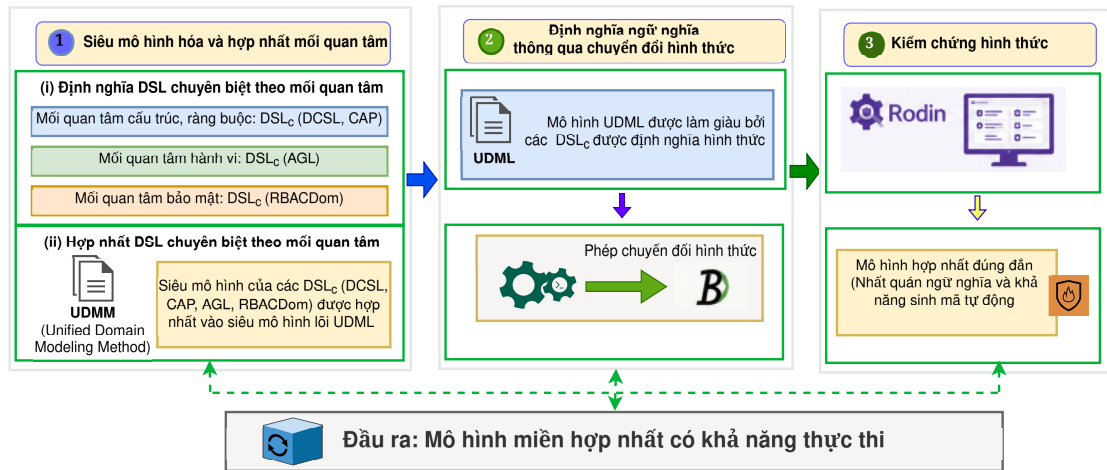 1 Siêu mô hình hóa và hợp nhất mối quan tâm
(i) Định nghĩa DSL chuyên biệt theo mối quan tâm
Mối quan tâm cấu trúc, ràng buộc: DSLc (DCSL, CAP)
Mối quan tâm hành vi: DSLc (AGL)
Mối quan tâm bảo mật: DSLc (RBACDom)
(ii) Hợp nhất DSL chuyên biệt theo mối quan tâm
UDMM
(Unified Domain
Modeling Method)
Siêu mô hình của các DSLc (DCSL,
CAP, AGL, RBACDom) được hợp
nhất vào siêu mô hình lõi UDML
2 Định nghĩa ngữ nghĩa
thông qua chuyển đổi hình thức
UDML
Mô hình UDML được làm giàu bởi
các DSLc được định nghĩa hình thức
Phép chuyển đổi hình thức
B
3 Kiểm chứng hình thức
Rodin
Mô hình hợp nhất đúng đắn
(Nhất quán ngữ nghĩa và khả
năng sinh mã tự động
Đầu ra: Mô hình miền hợp nhất có khả năng thực thi